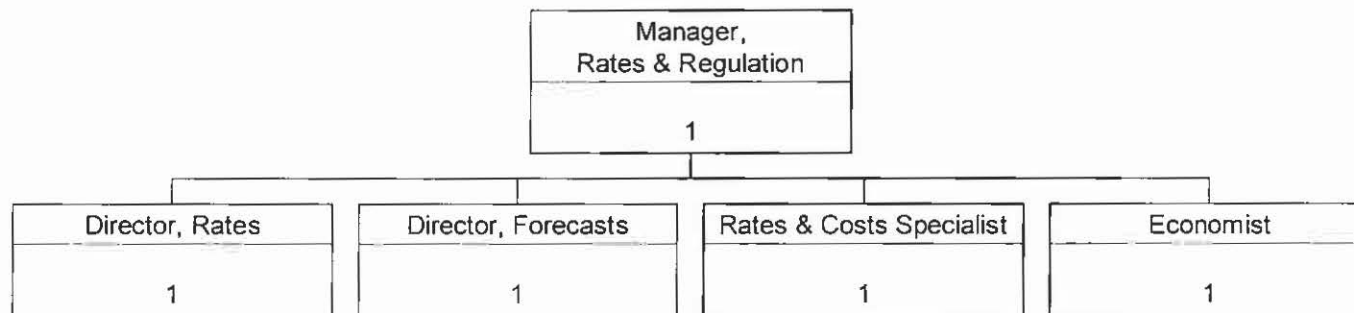 Manager,
Rates & Regulation
1
Director, Rates
1
Director, Forecasts
1
Rates & Costs Specialist
1
Economist
1